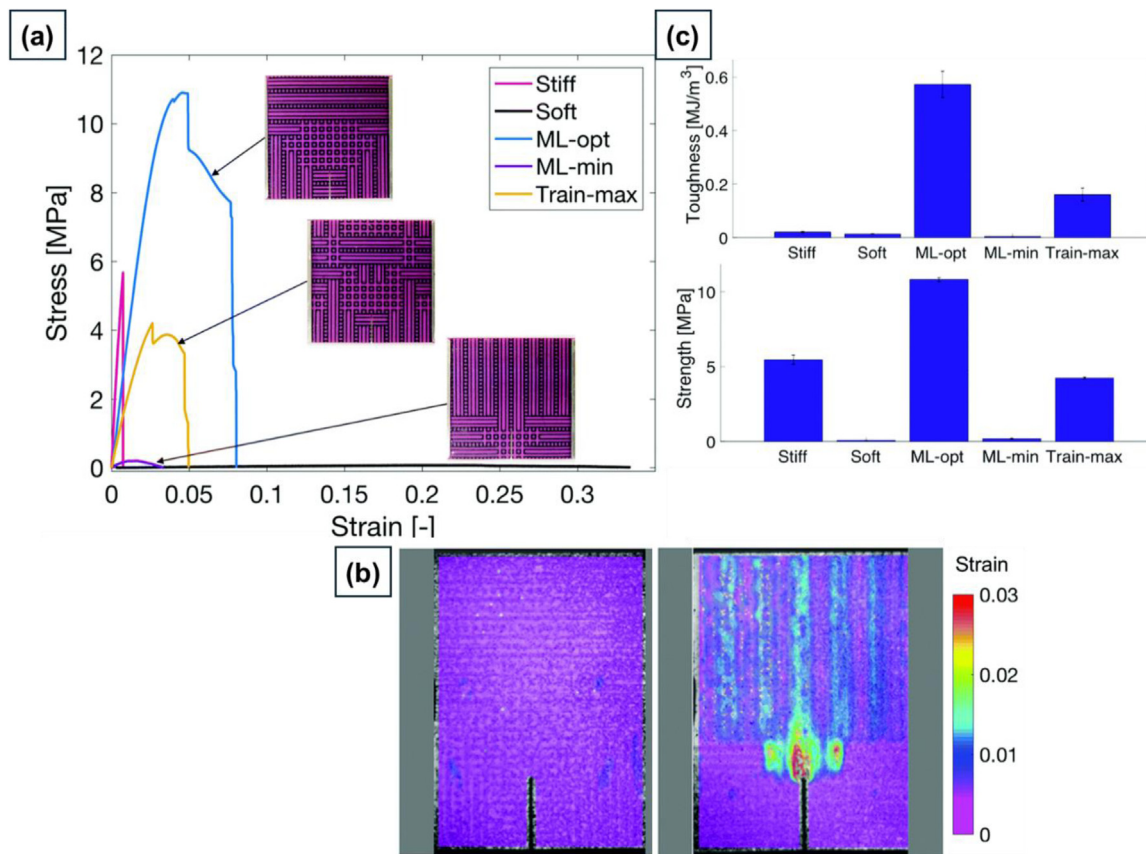 (a)
12
10
8
6
4
2
0
Stress [MPa]
Stiff
Soft
ML-opt
ML-min
Train-max
0 0.05 0.1 0.15 0.2 0.25 0.3
Strain [-]
(c)
0.6
0.4
0.2
0
Toughness [MJ/m³]
Stiff Soft ML-opt ML-min Train-max
10
5
0
Strength [MPa]
Stiff Soft ML-opt ML-min Train-max
(b)
Strain
0.03
0.02
0.01
0